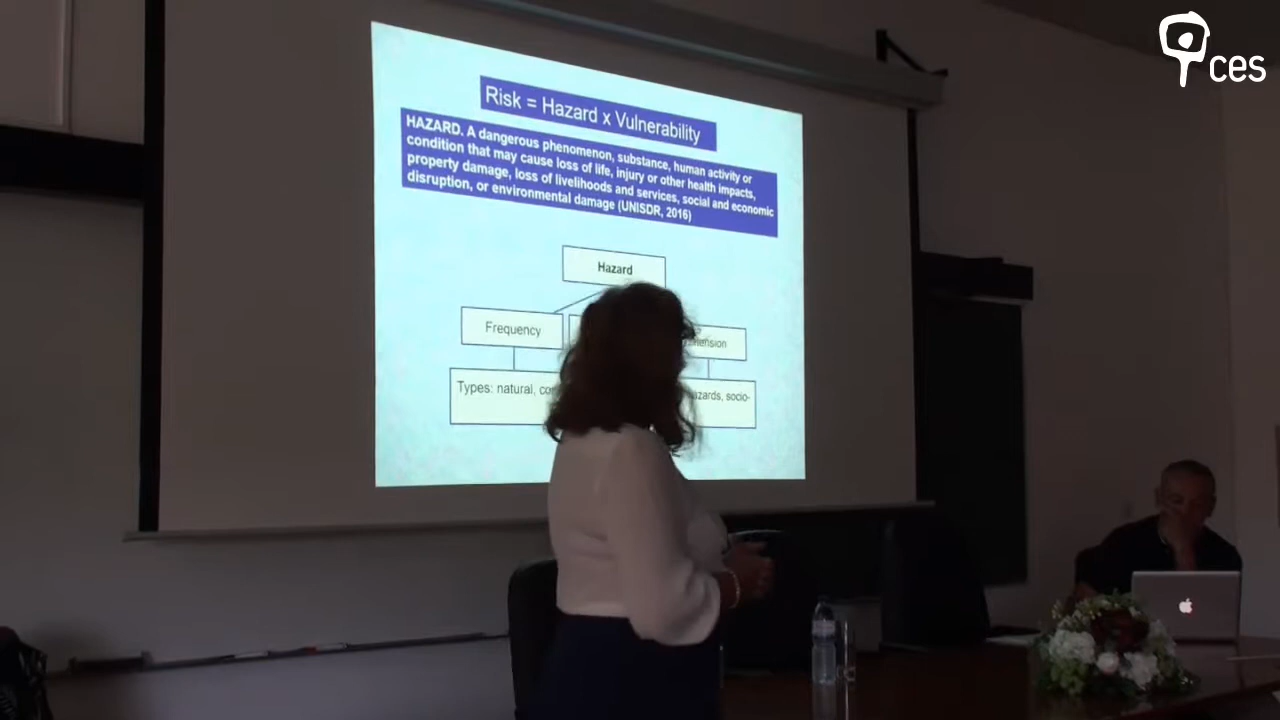 ces
Risk = Hazard x Vulnerability
HAZARD. A dangerous phenomenon, substance, human activity or
condition that may cause loss of life, injury or other health impacts,
property damage, loss of livelihoods and services, social and economic
disruption, or environmental damage (UNISDR, 2016)
Hazard
Frequency
Types: natural,
socio-